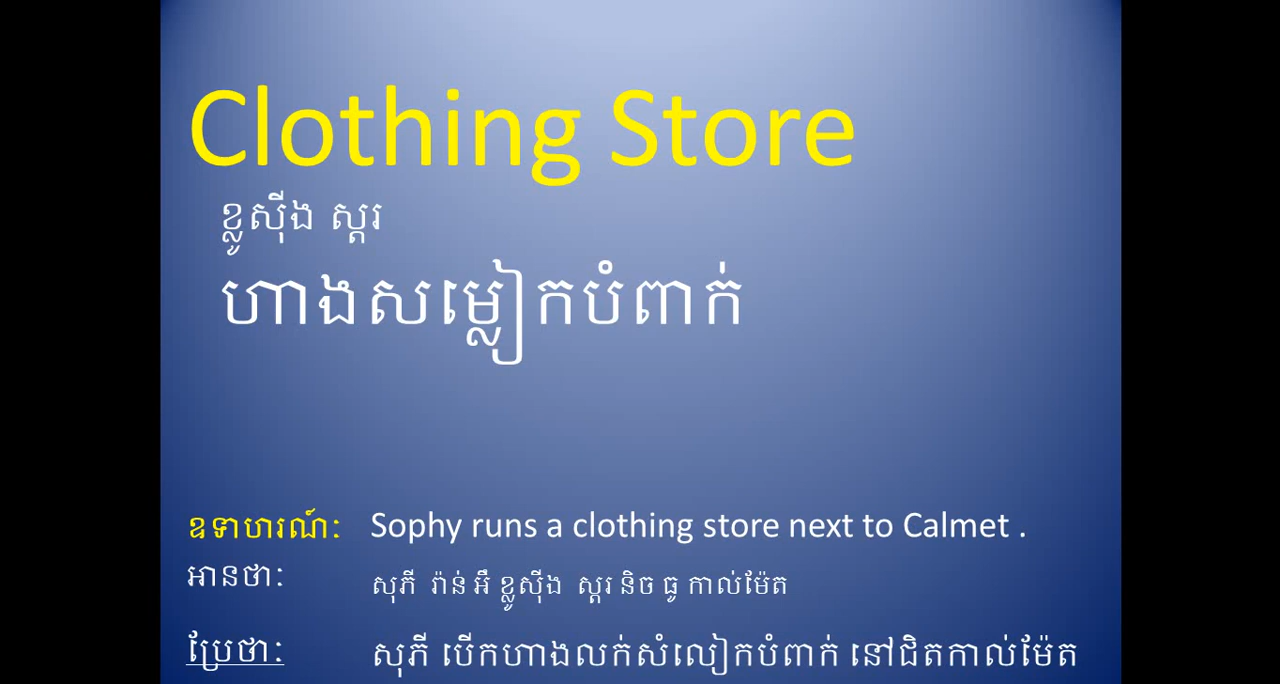 Clothing Store
ខ្លូស៊ីង ស្តរ
ហាងសម្លៀកបំពាក់
ឧទាហរណ៍ៈ Sophy runs a clothing store next to Calmet .
អានថាៈ សុភី រ៉ាន់ អឺ ខ្លូស៊ីង ស្តរ និច ធូ កាល់ម៉ែត
ប្រែថាៈ សុភី បើកហាងលក់សំលៀកបំពាក់ នៅជិតកាល់ម៉ែត